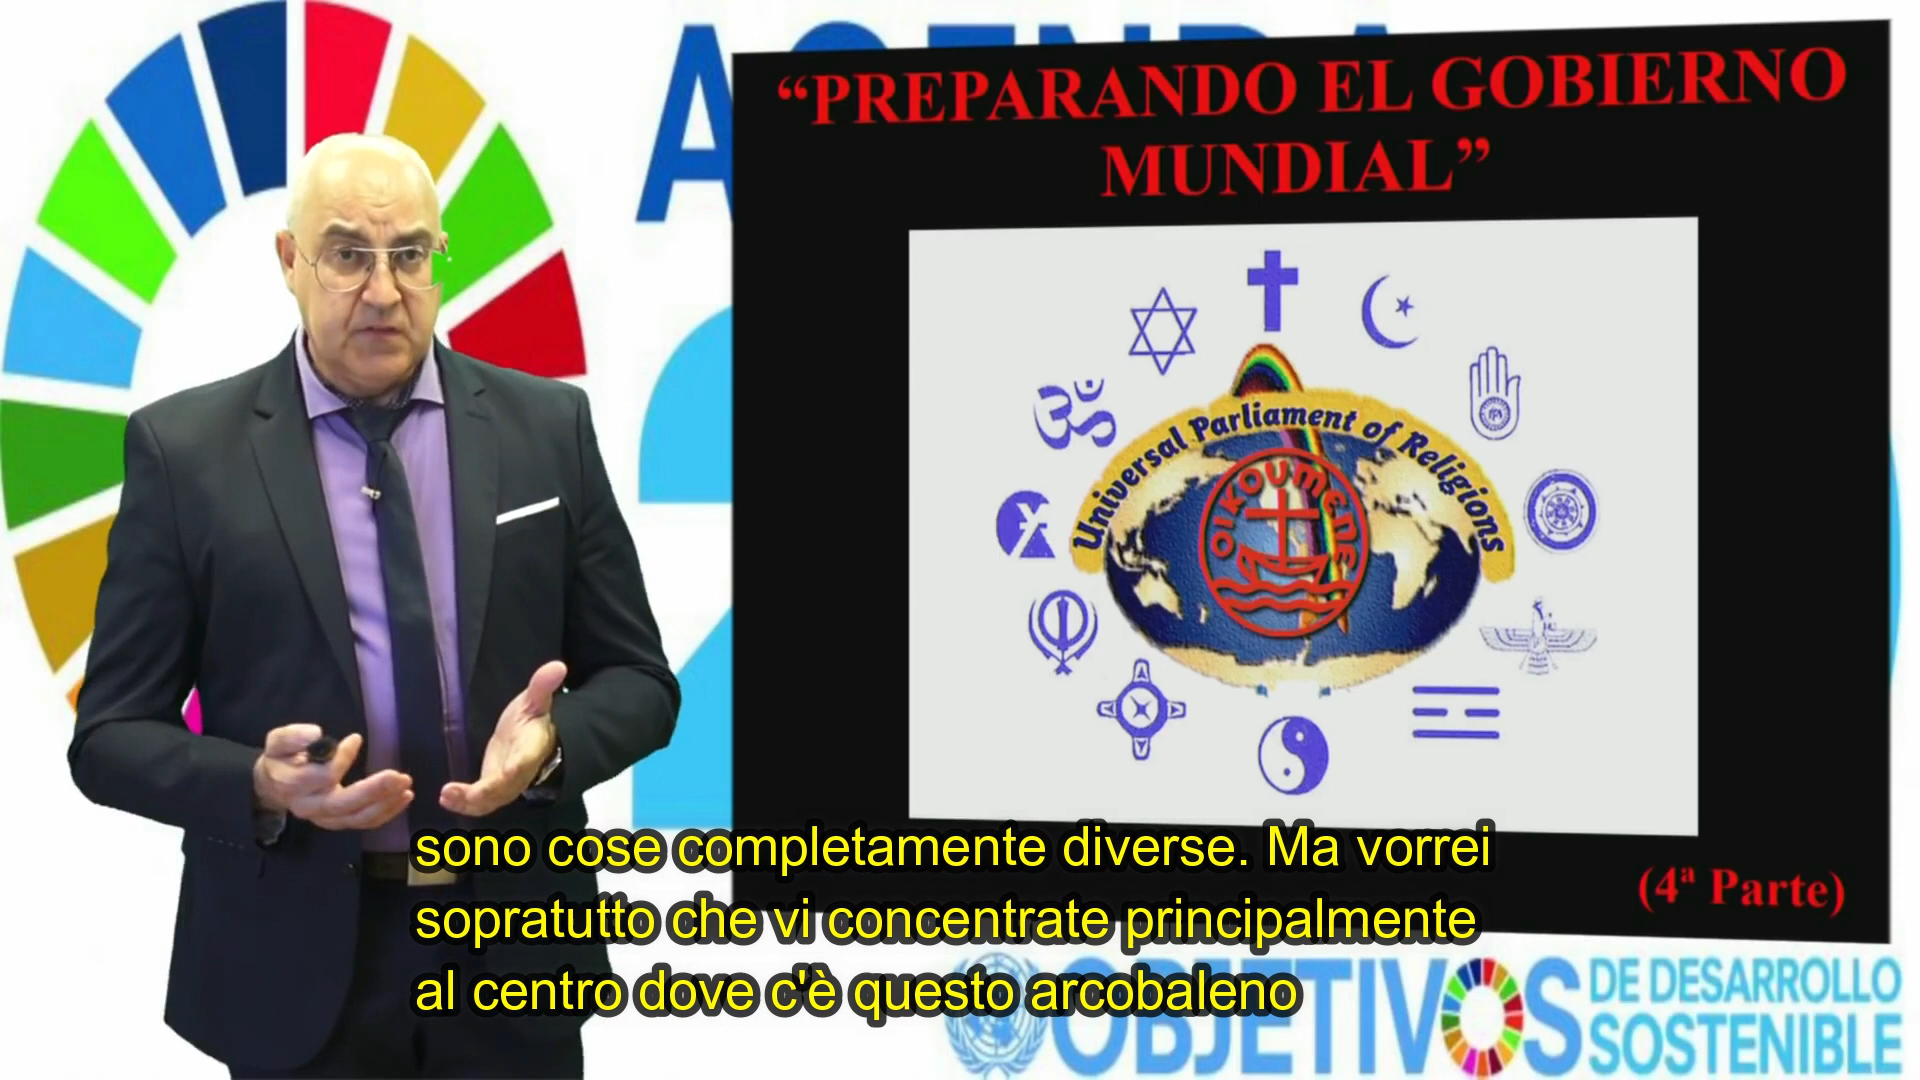 AGENDA
“PREPARANDO EL GOBIERNO
MUNDIAL”
Universal Parliament of Religions
OIKOUMENE
(4ª Parte)
sono cose completamente diverse. Ma vorrei
sopratutto che vi concentrate principalmente
al centro dove c'è questo arcobaleno
OBJETIVOS
DE DESARROLLO
SOSTENIBLE